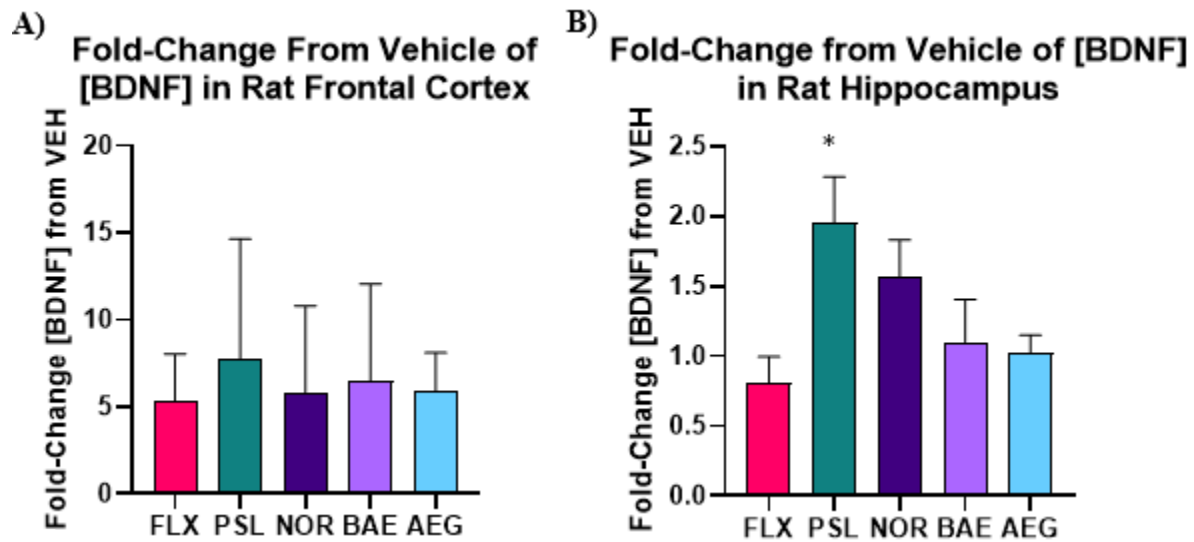 A)
Fold-Change From Vehicle of
[BDNF] in Rat Frontal Cortex
Fold-Change [BDNF] from VEH
20
15
10
5
0
FLX PSL NOR BAE AEG
B)
Fold-Change from Vehicle of [BDNF]
in Rat Hippocampus
Fold-Change [BDNF] from VEH
2.5
2.0
1.5
1.0
0.5
0.0
*
FLX PSL NOR BAE AEG